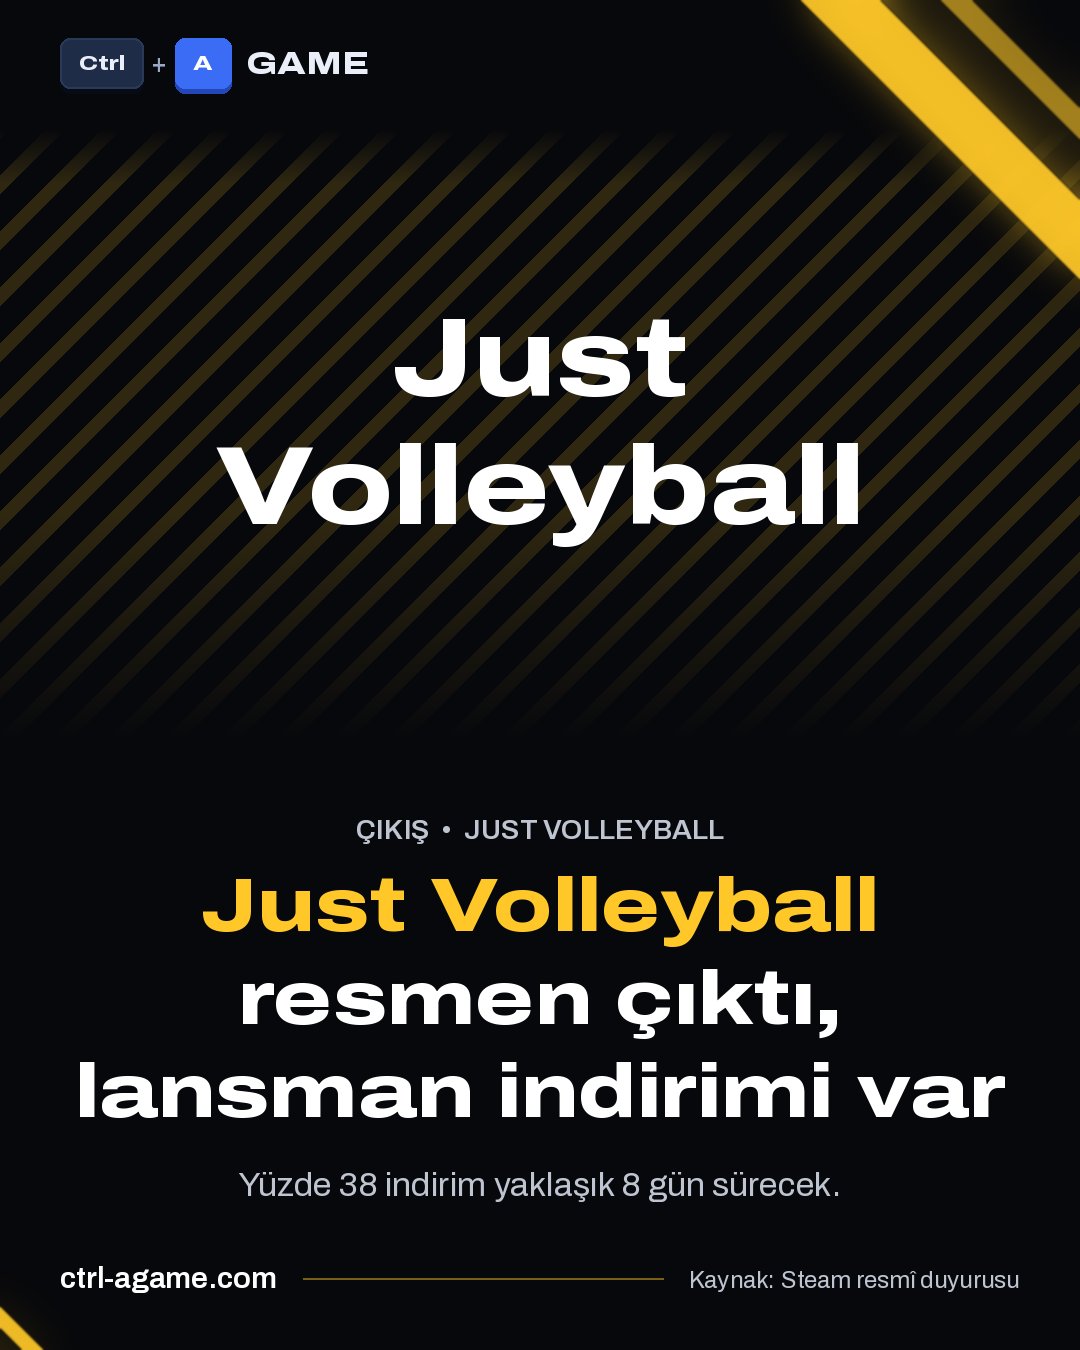 Ctrl + A GAME
Just
Volleyball
ÇIKIŞ • JUST VOLLEYBALL
Just Volleyball
resmen çıktı,
lansman indirimi var
Yüzde 38 indirim yaklaşık 8 gün sürecek.
ctrl-agame.com
Kaynak: Steam resmî duyurusu